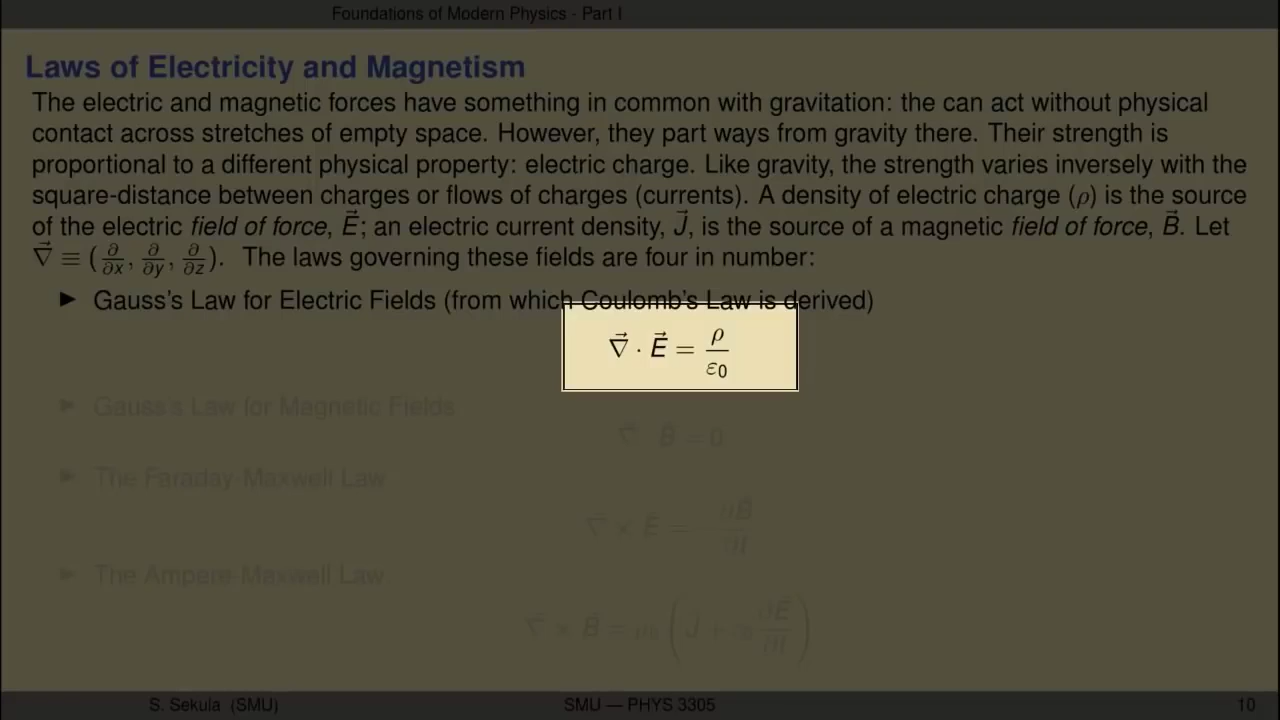 Foundations of Modern Physics - Part I
Laws of Electricity and Magnetism
The electric and magnetic forces have something in common with gravitation: the can act without physical
contact across stretches of empty space. However, they part ways from gravity there. Their strength is
proportional to a different physical property: electric charge. Like gravity, the strength varies inversely with the
square-distance between charges or flows of charges (currents). A density of electric charge (ρ) is the source
of the electric field of force, E⃗; an electric current density, J⃗, is the source of a magnetic field of force, B⃗. Let
∇⃗ ≡ (∂/∂x, ∂/∂y, ∂/∂z). The laws governing these fields are four in number:
▶ Gauss's Law for Electric Fields (from which Coulomb's Law is derived)
∇⃗ · E⃗ = ρ/ε₀
▶ Gauss's Law for Magnetic Fields
∇⃗ · B⃗ = 0
▶ The Faraday-Maxwell Law
∇⃗ × E⃗ = −∂B⃗/∂t
▶ The Ampere-Maxwell Law
∇⃗ × B⃗ = μ₀(J⃗ + ε₀ ∂E⃗/∂t)
S. Sekula (SMU) SMU — PHYS 3305 10